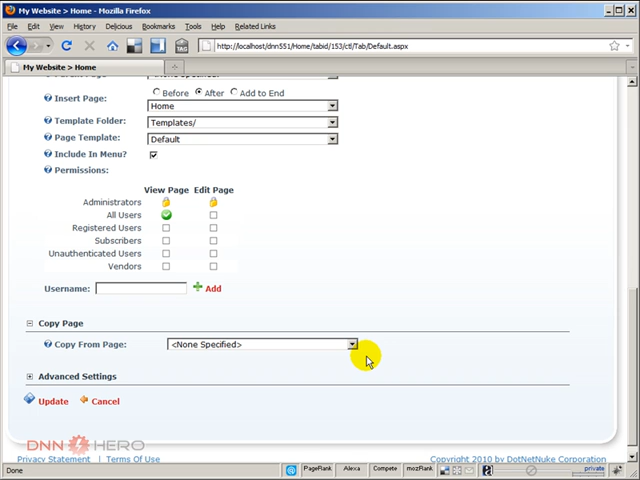 My Website > Home - Mozilla Firefox
File Edit View History Delicious Bookmarks Tools Help Related Links
TAG
http://localhost/dnn551/Home/tabid/153/ctl/Tab/Default.aspx
My Website > Home
Insert Page:
Before After Add to End
Home
Template Folder: Templates/
Page Template: Default
Include In Menu?
Permissions:
View Page Edit Page
Administrators
All Users
Registered Users
Subscribers
Unauthenticated Users
Vendors
Username: Add
Copy Page
Copy From Page: <None Specified>
Advanced Settings
Update Cancel
DNN HERO
Privacy Statement | Terms Of Use Copyright 2010 by DotNetNuke Corporation
Done PageRank Alexa Compete mozRank private